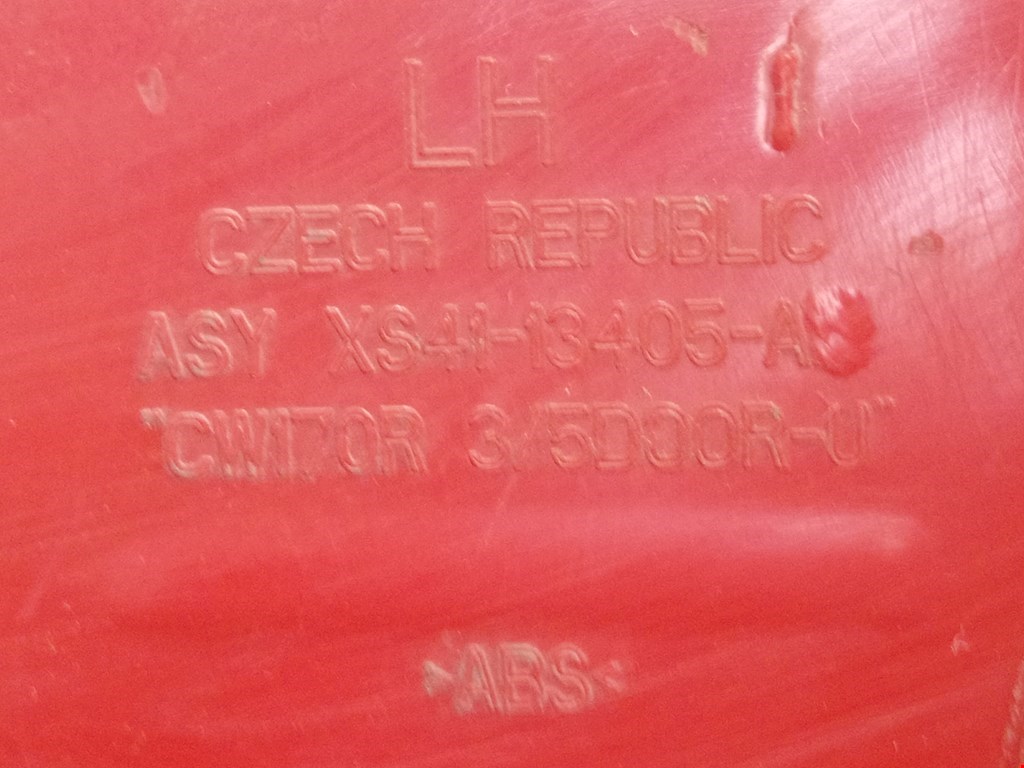 LH
CZECH REPUBLIC
ASY XS41-13405-A
"CW170R 3/5DOOR-U"
>ABS<